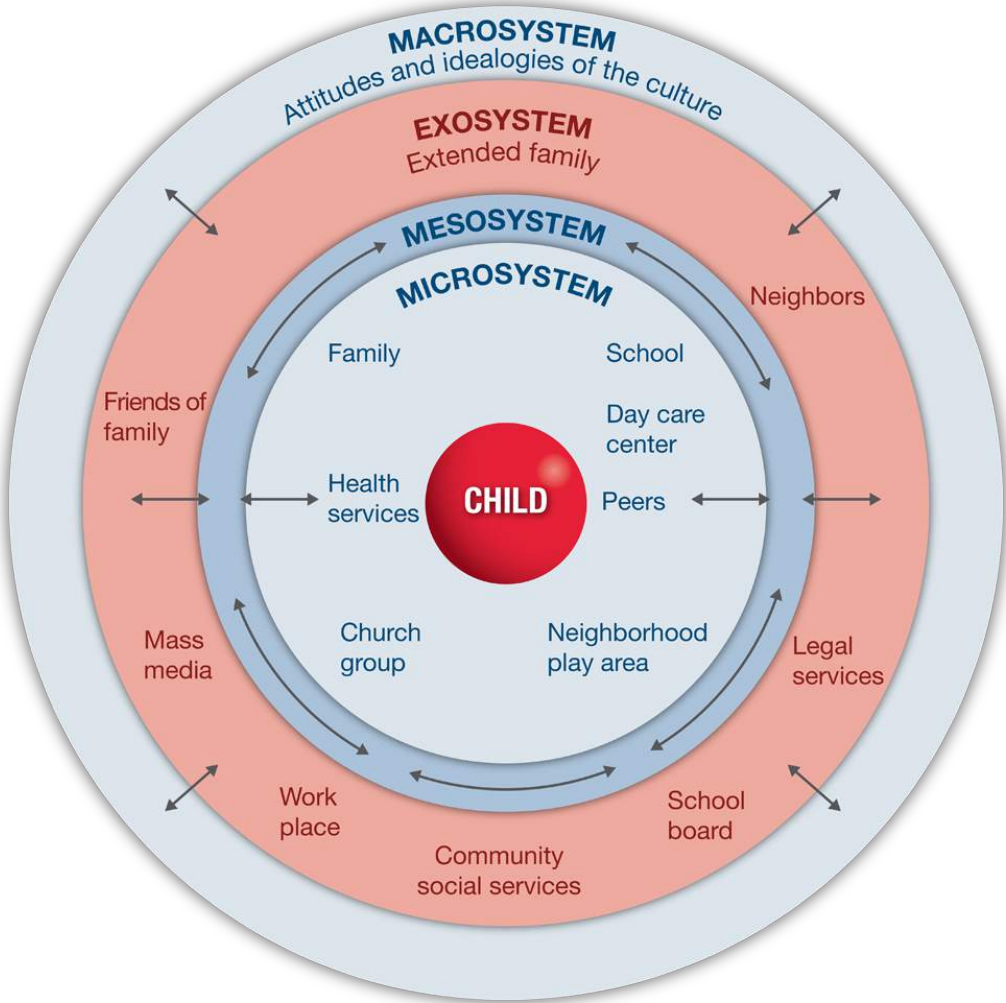 MACROSYSTEM
Attitudes and idealogies of the culture
EXOSYSTEM
Extended family
MESOSYSTEM
MICROSYSTEM
Neighbors
Family
School
Friends of
family
Day care
center
Health
services
CHILD
Peers
Church
group
Neighborhood
play area
Mass
media
Legal
services
Work
place
School
board
Community
social services